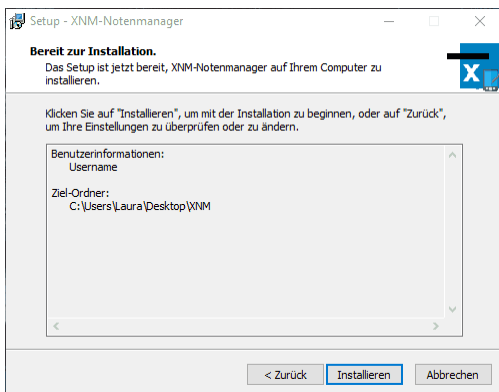 Setup - XNM-Notenmanager
Bereit zur Installation.
Das Setup ist jetzt bereit, XNM-Notenmanager auf Ihrem Computer zu
installieren.
X
Klicken Sie auf "Installieren", um mit der Installation zu beginnen, oder auf "Zurück",
um Ihre Einstellungen zu überprüfen oder zu ändern.
Benutzerinformationen:
Username
Ziel-Ordner:
C:\Users\Laura\Desktop\XNM
< Zurück
Installieren
Abbrechen